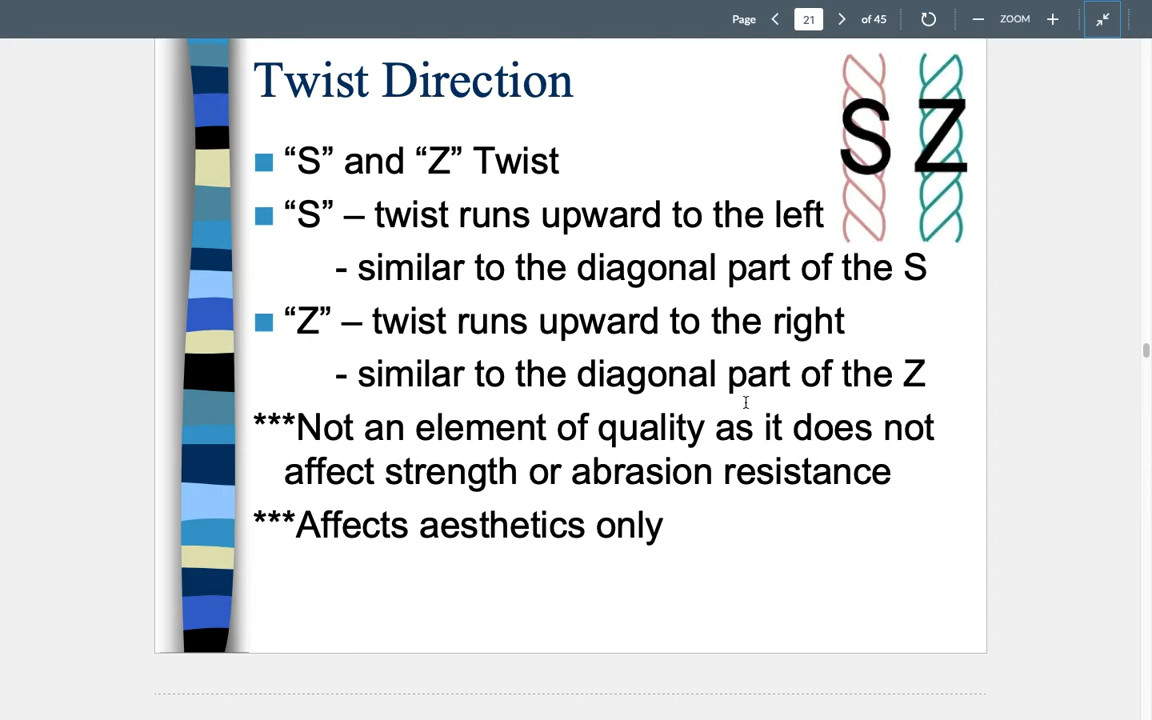 Page 21 of 45 ZOOM
Twist Direction
S Z
“S” and “Z” Twist
“S” – twist runs upward to the left
- similar to the diagonal part of the S
“Z” – twist runs upward to the right
- similar to the diagonal part of the Z
***Not an element of quality as it does not
affect strength or abrasion resistance
***Affects aesthetics only